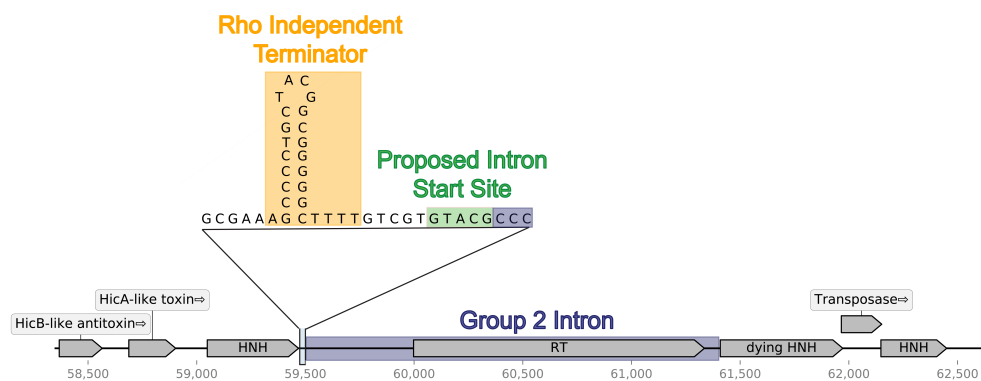 Rho Independent
Terminator
A C
T G
C G
G C
T G
C G
C G
C G
C G
Proposed Intron
Start Site
GCGAAAGCTTTTGTCGTGTACGCCC
HicA-like toxin⇨
HicB-like antitoxin⇨
Transposase⇨
Group 2 Intron
HNH
RT
dying HNH
HNH
58,500 59,000 59,500 60,000 60,500 61,000 61,500 62,000 62,500